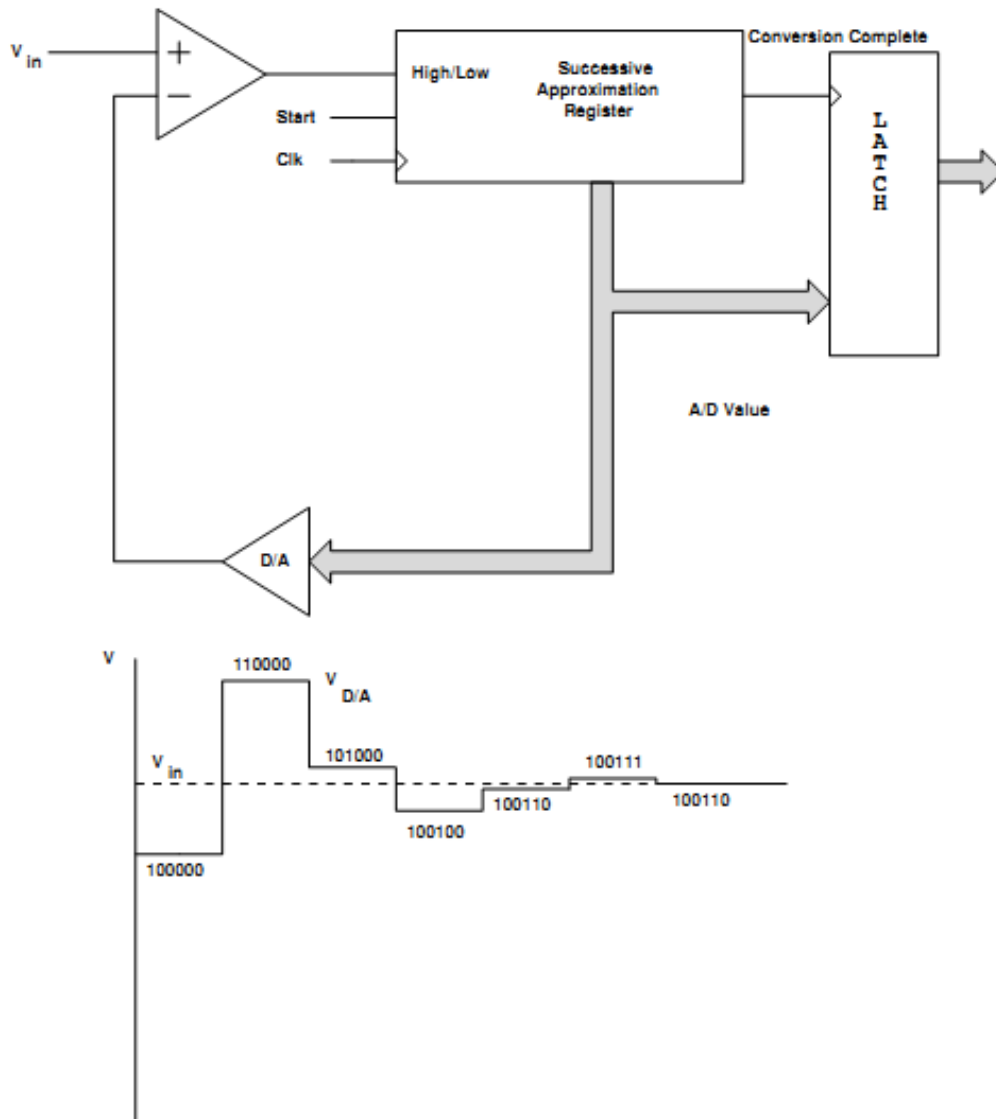 Conversion Complete
V in
+
−
High/Low
Successive
Approximation
Register
Start
Clk
L
A
T
C
H
A/D Value
D/A
V
110000
V D/A
V in
101000
100111
100110
100110
100100
100000